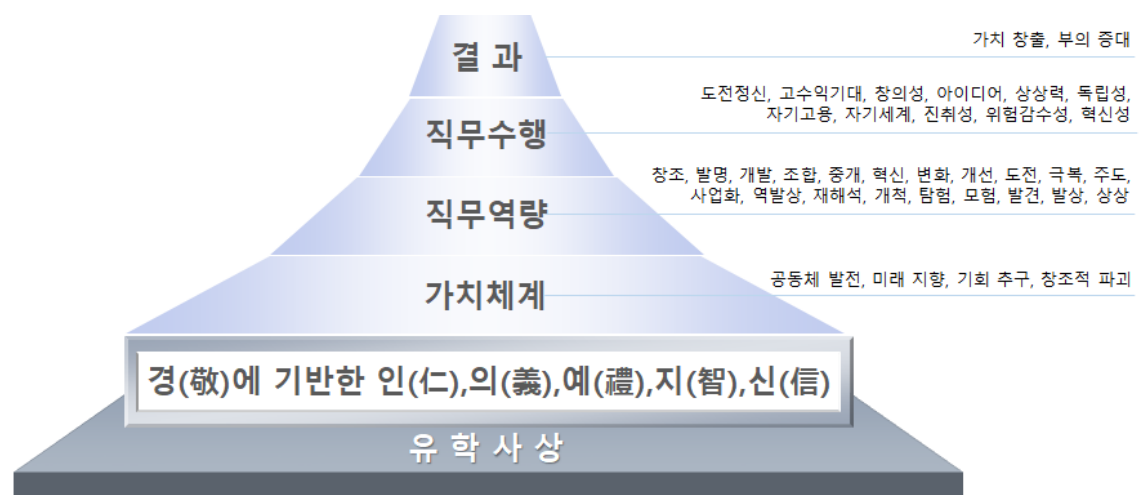 결 과
가치 창출, 부의 증대
직무수행
도전정신, 고수익기대, 창의성, 아이디어, 상상력, 독립성,
자기고용, 자기세계, 진취성, 위험감수성, 혁신성
직무역량
창조, 발명, 개발, 조합, 중개, 혁신, 변화, 개선, 도전, 극복, 주도,
사업화, 역발상, 재해석, 개척, 탐험, 모험, 발견, 발상, 상상
가치체계
공동체 발전, 미래 지향, 기회 추구, 창조적 파괴
경(敬)에 기반한 인(仁),의(義),예(禮),지(智),신(信)
유 학 사 상